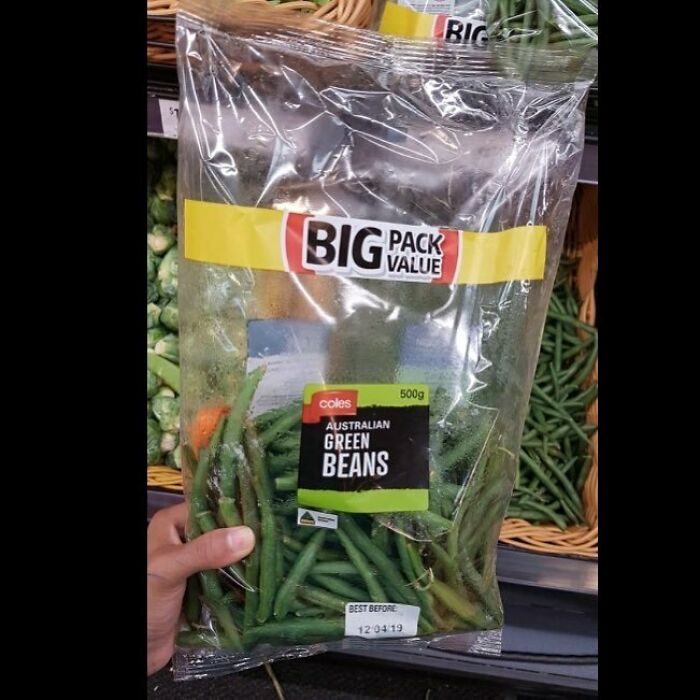 BIG
BIG PACK
VALUE
coles
500g
AUSTRALIAN
GREEN
BEANS
BEST BEFORE:
12/04/19